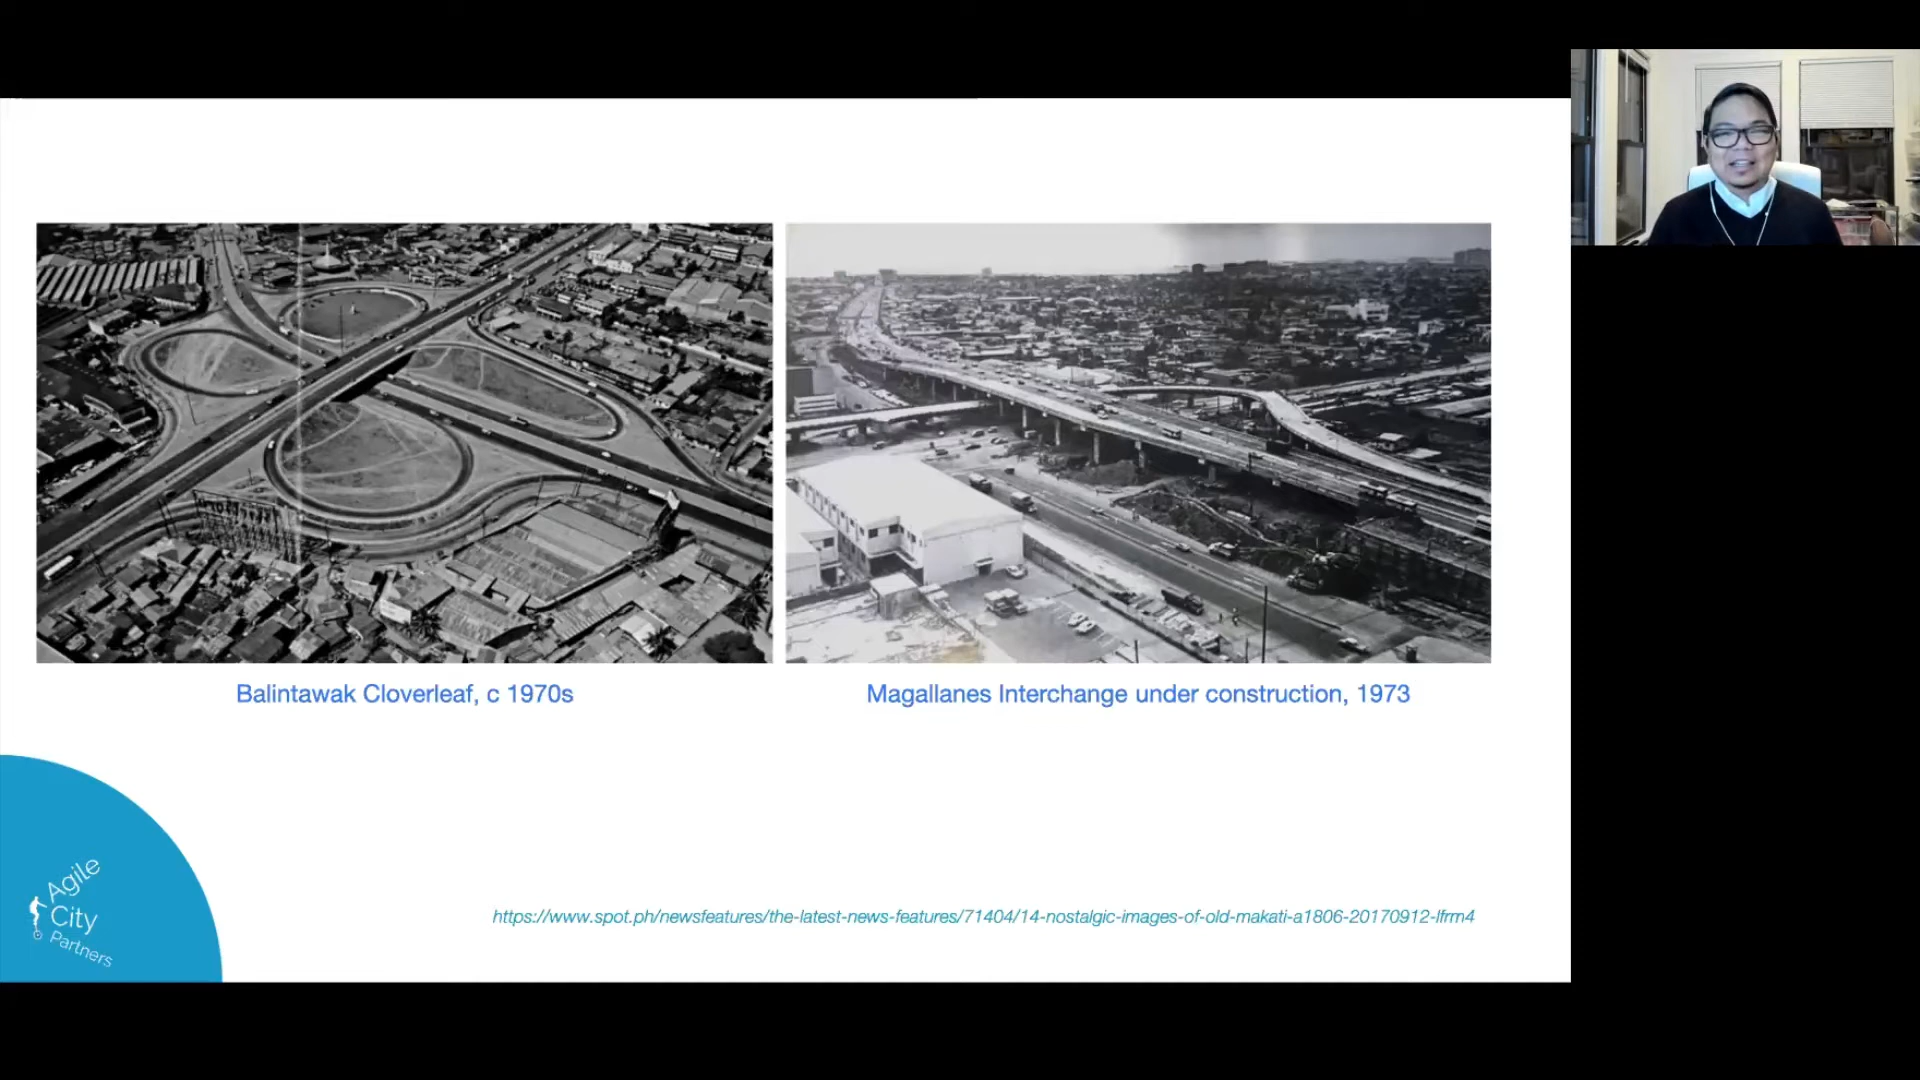 Balintawak Cloverleaf, c 1970s
Magallanes Interchange under construction, 1973
https://www.spot.ph/newsfeatures/the-latest-news-features/71404/14-nostalgic-images-of-old-makati-a1806-20170912-lfrm4
Agile
City
Partners